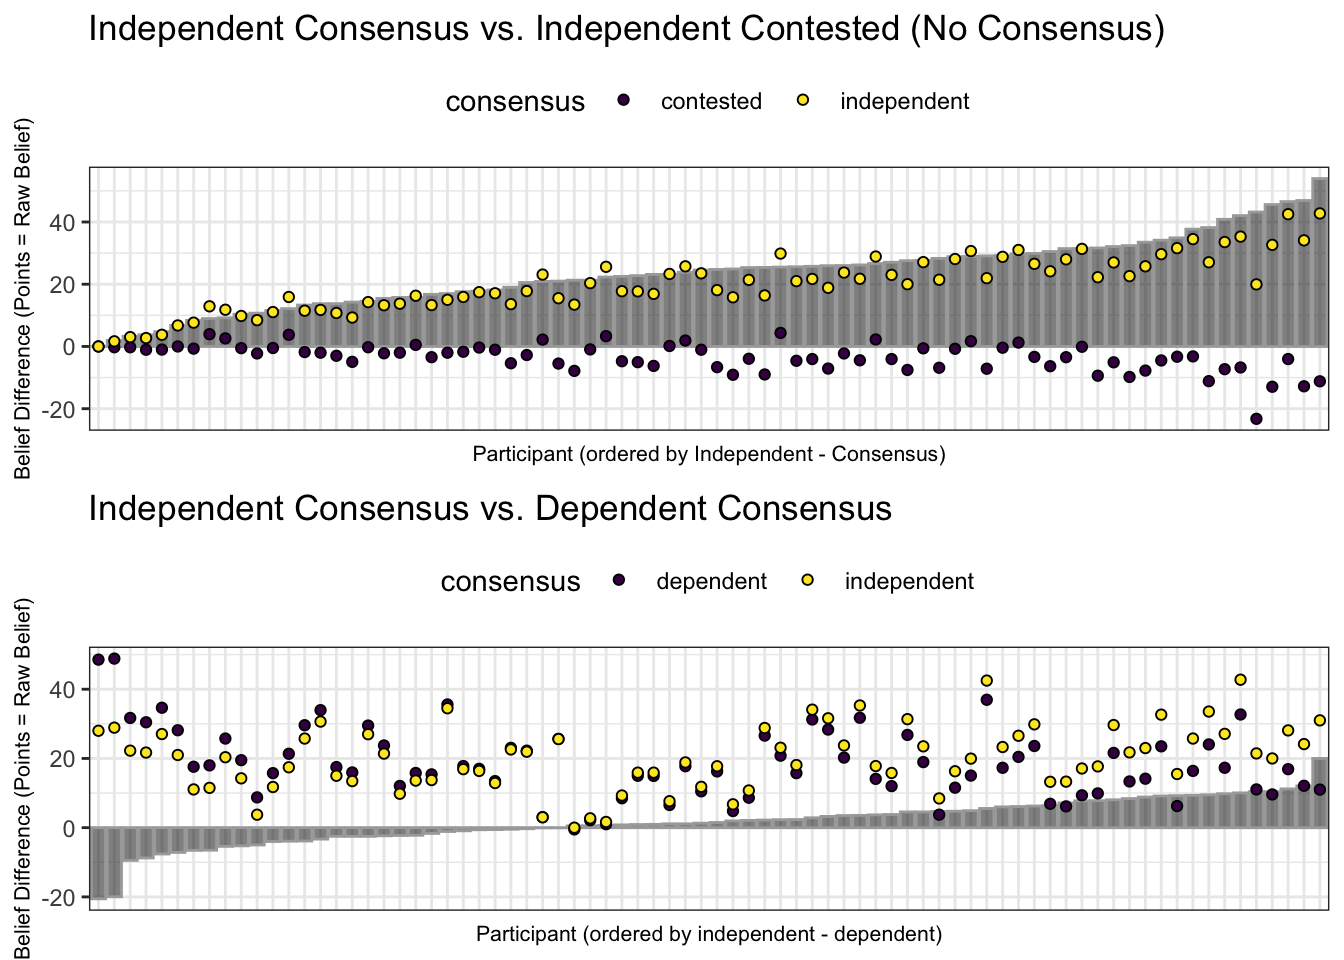 Independent Consensus vs. Independent Contested (No Consensus)
consensus contested independent
Belief Difference (Points = Raw Belief)
40
20
0
-20
Participant (ordered by Independent - Consensus)
Independent Consensus vs. Dependent Consensus
consensus dependent independent
Belief Difference (Points = Raw Belief)
40
20
0
-20
Participant (ordered by independent - dependent)